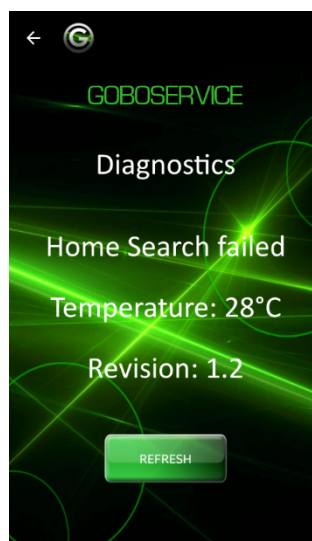 G
GOBOSERVICE
Diagnostics
Home Search failed
Temperature: 28°C
Revision: 1.2
REFRESH